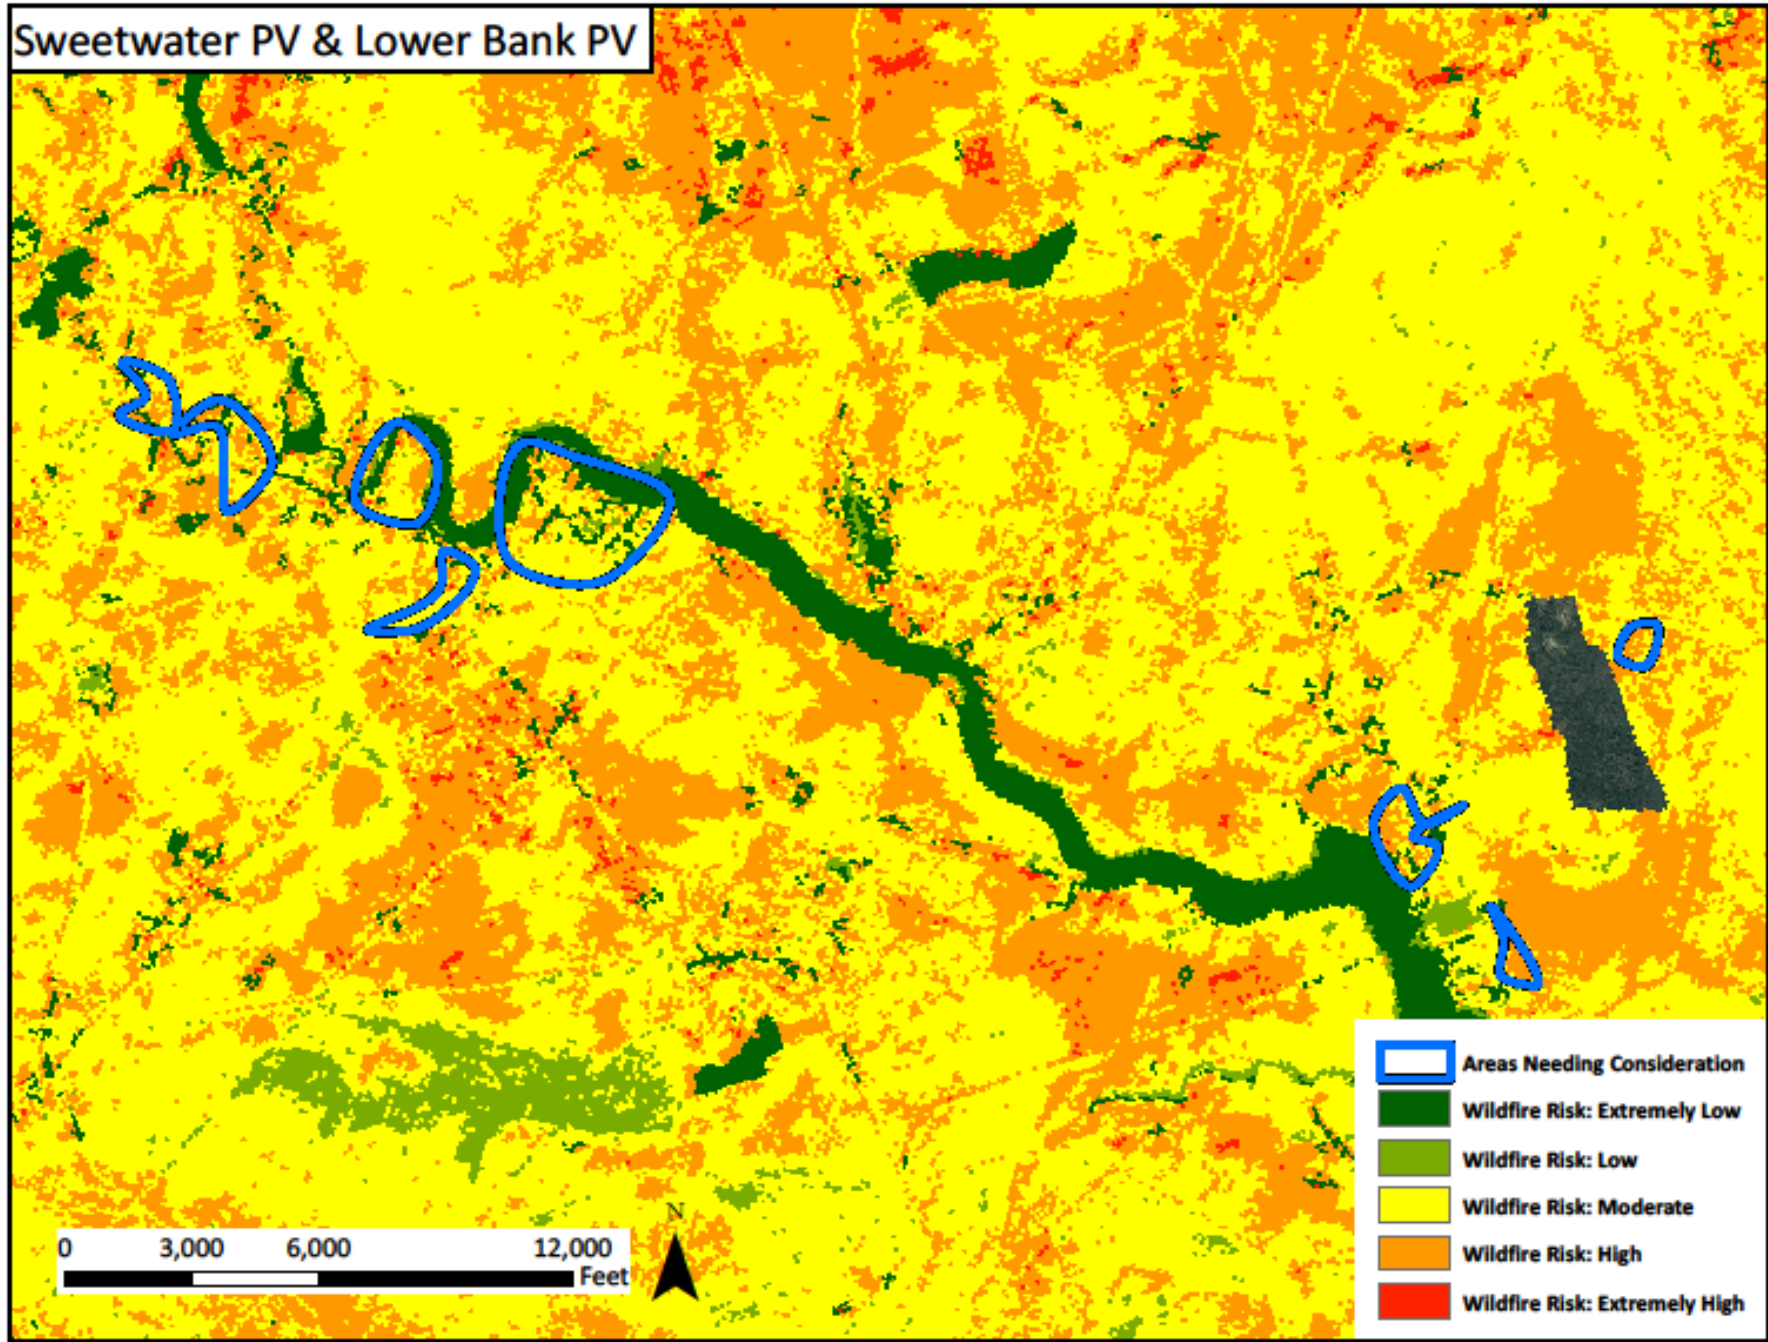 Sweetwater PV & Lower Bank PV
Areas Needing Consideration
Wildfire Risk: Extremely Low
Wildfire Risk: Low
Wildfire Risk: Moderate
Wildfire Risk: High
Wildfire Risk: Extremely High
N
0 3,000 6,000 12,000
Feet